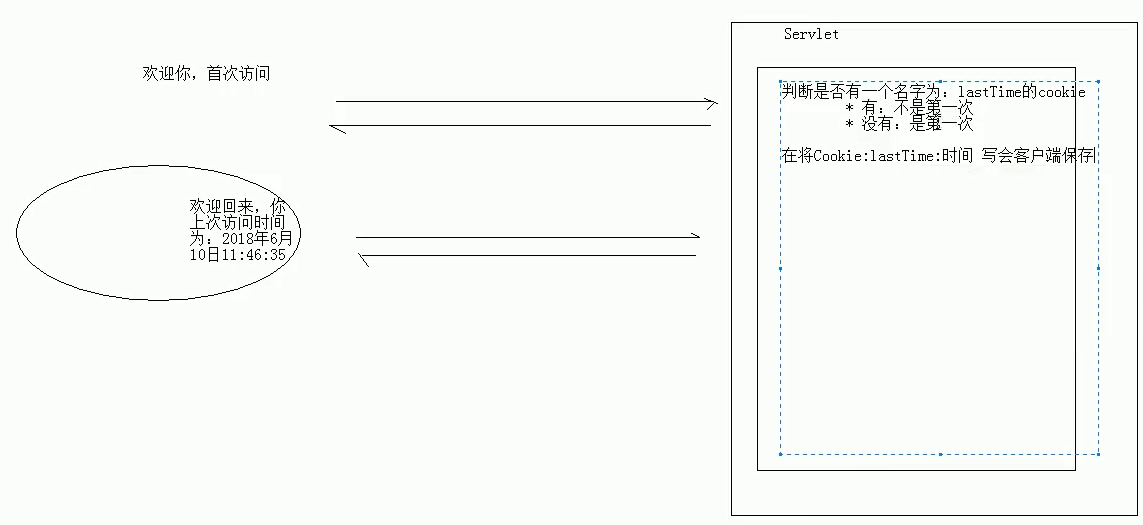 Servlet
欢迎你，首次访问
判断是否有一个名字为：lastTime的cookie
* 有：不是第一次
* 没有：是第一次
在将Cookie:lastTime:时间 写会客户端保存
欢迎回来，你
上次访问时间
为：2018年6月
10日11:46:35